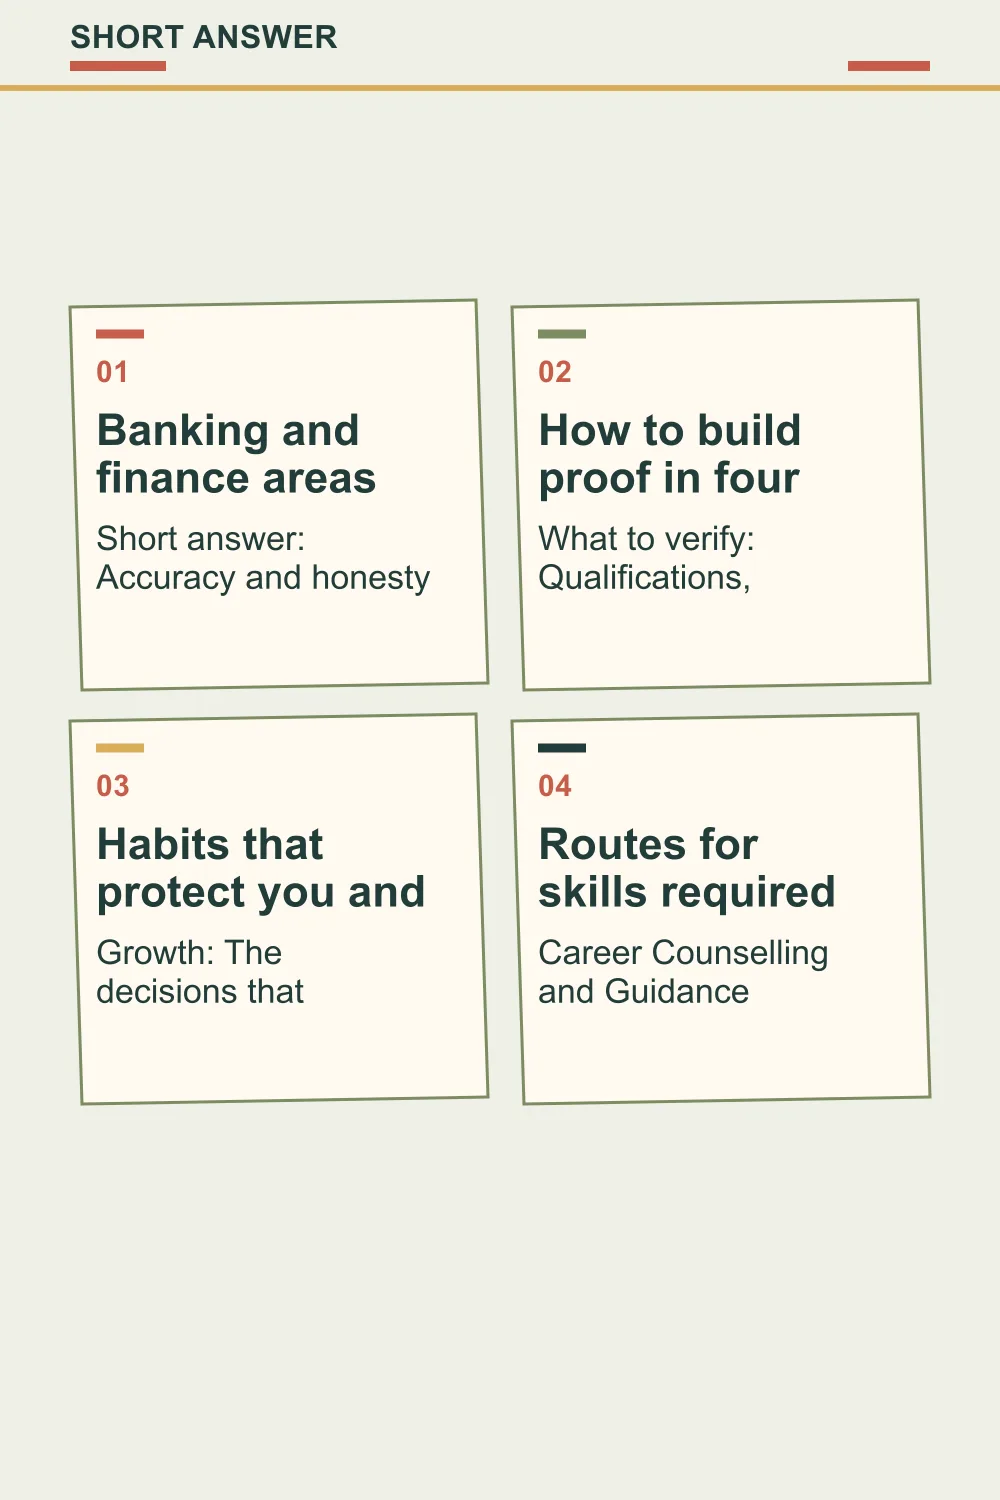 SHORT ANSWER
01
Banking and
finance areas
Short answer:
Accuracy and honesty
02
How to build
proof in four
What to verify:
Qualifications,
03
Habits that
protect you and
Growth: The
decisions that
04
Routes for
skills required
Career Counselling
and Guidance